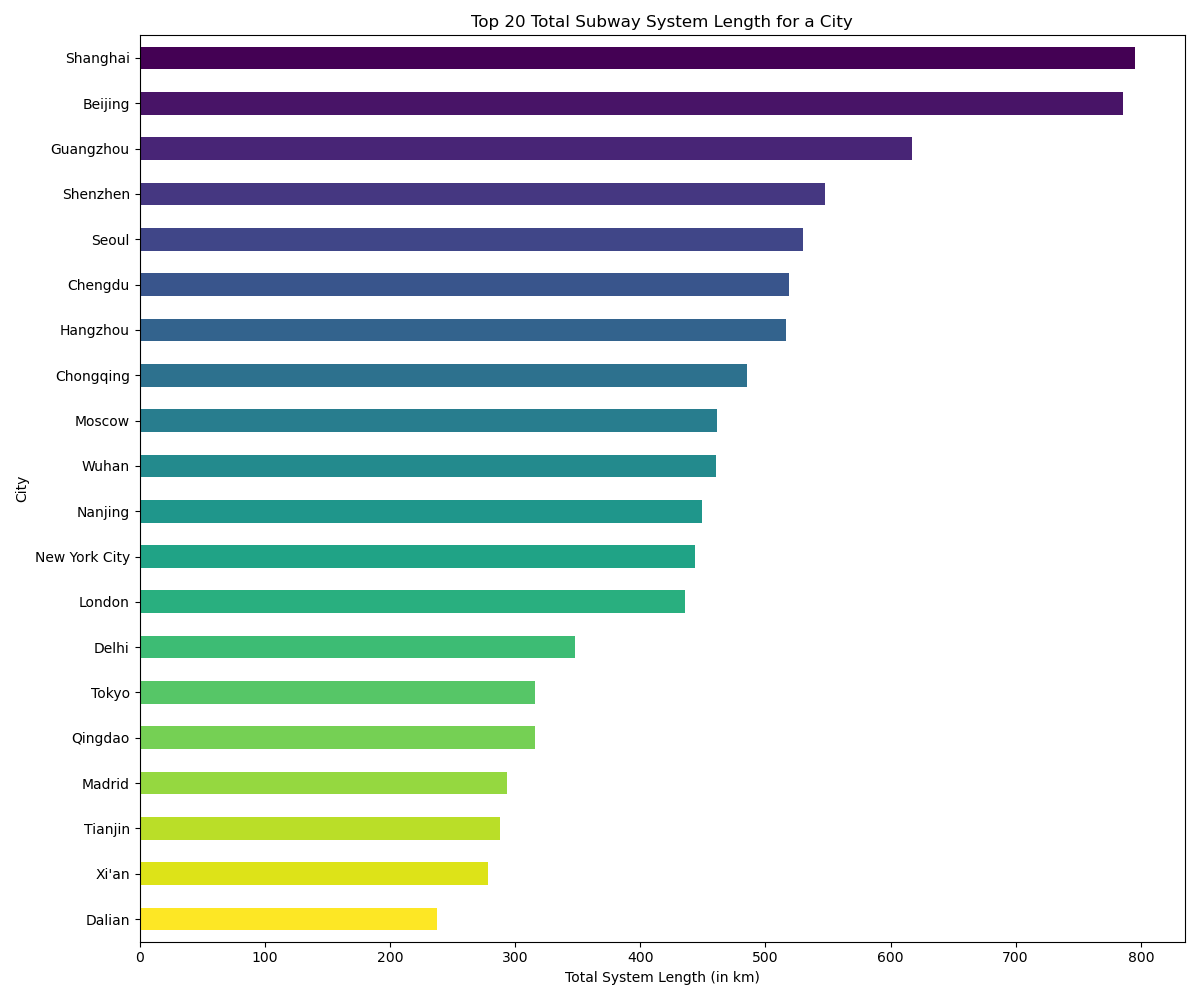 Top 20 Total Subway System Length for a City
Shanghai
Beijing
Guangzhou
Shenzhen
Seoul
Chengdu
Hangzhou
Chongqing
Moscow
Wuhan
Nanjing
New York City
London
Delhi
Tokyo
Qingdao
Madrid
Tianjin
Xi'an
Dalian
City
0 100 200 300 400 500 600 700 800
Total System Length (in km)